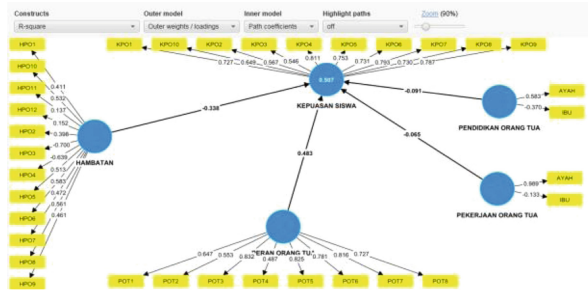 Constructs
Outer model
Inner model
Highlight paths
Zoom (90%)
R-square
Outer weights / loadings
Path coefficients
off
HPO1
KPO1
KPO10
KPO2
KPO3
KPO4
KPO5
KPO6
KPO7
KPO8
KPO9
HPO10
HPO11
HPO12
HPO2
HPO3
HPO4
HPO5
HPO6
HPO7
HPO8
HPO9
0.727
0.649
0.567
0.546
0.811
0.753
0.731
0.793
0.730
0.787
0.411
0.532
0.137
0.152
0.398
-0.700
-0.639
0.513
0.583
0.472
0.561
0.461
HAMBATAN
-0.338
KEPUASAN SISWA
-0.091
0.583
-0.370
AYAH
IBU
PENDIDIKAN ORANG TUA
-0.065
0.483
0.989
-0.133
AYAH
IBU
PEKERJAAN ORANG TUA
PERAN ORANG TUA
0.647
0.553
0.832
0.487
0.825
0.781
0.816
0.727
POT1
POT2
POT3
POT4
POT5
POT6
POT7
POT8